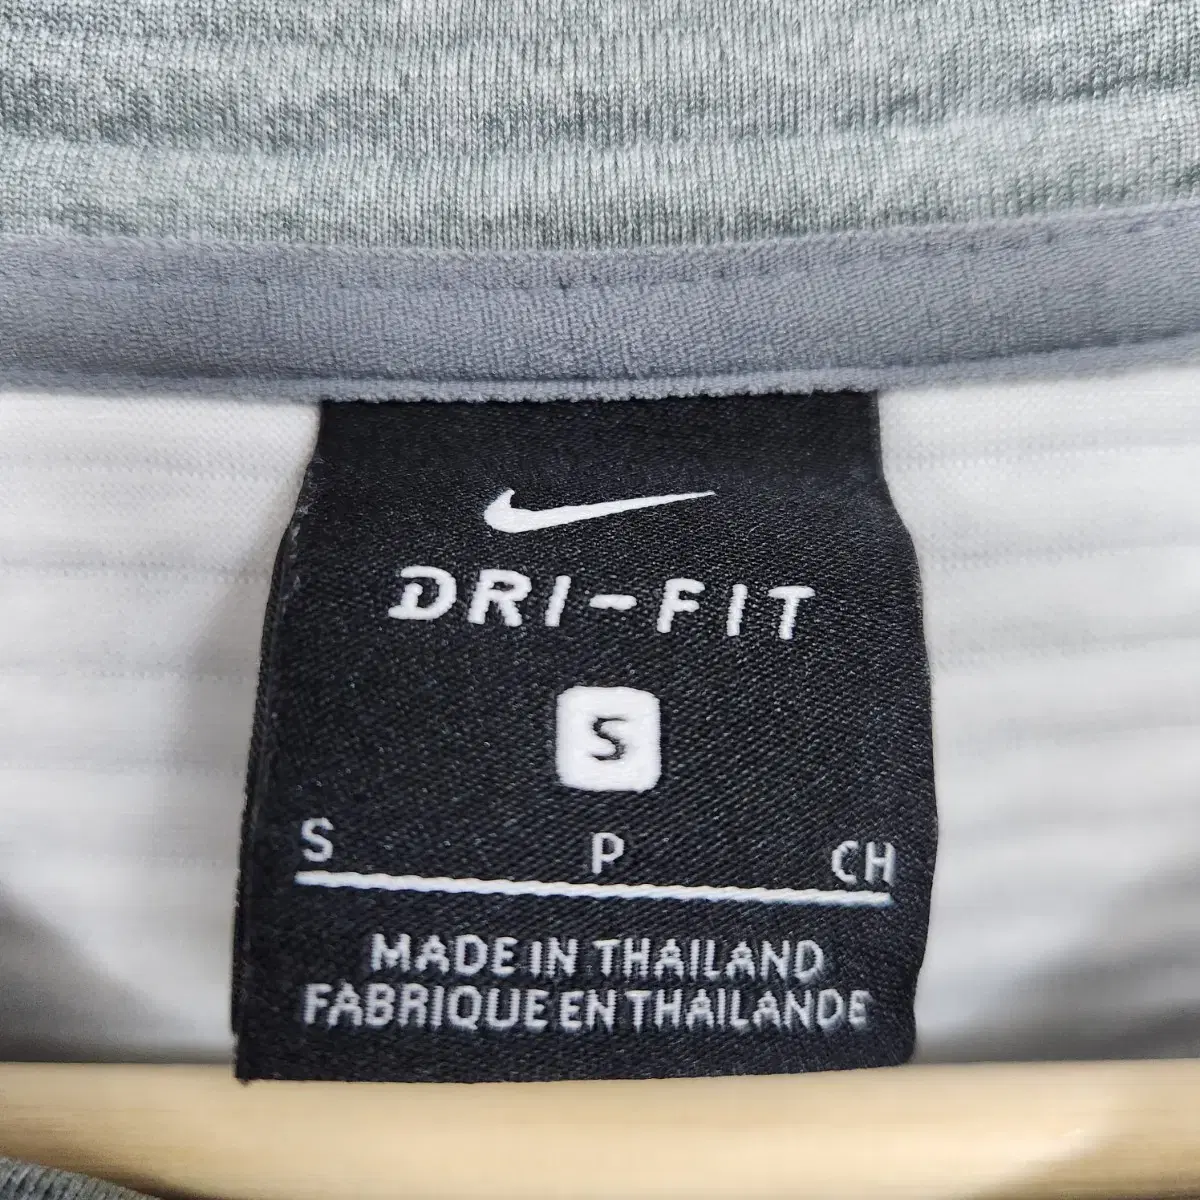 DRI-FIT
S
S P CH
MADE IN THAILAND
FABRIQUE EN THAILANDE